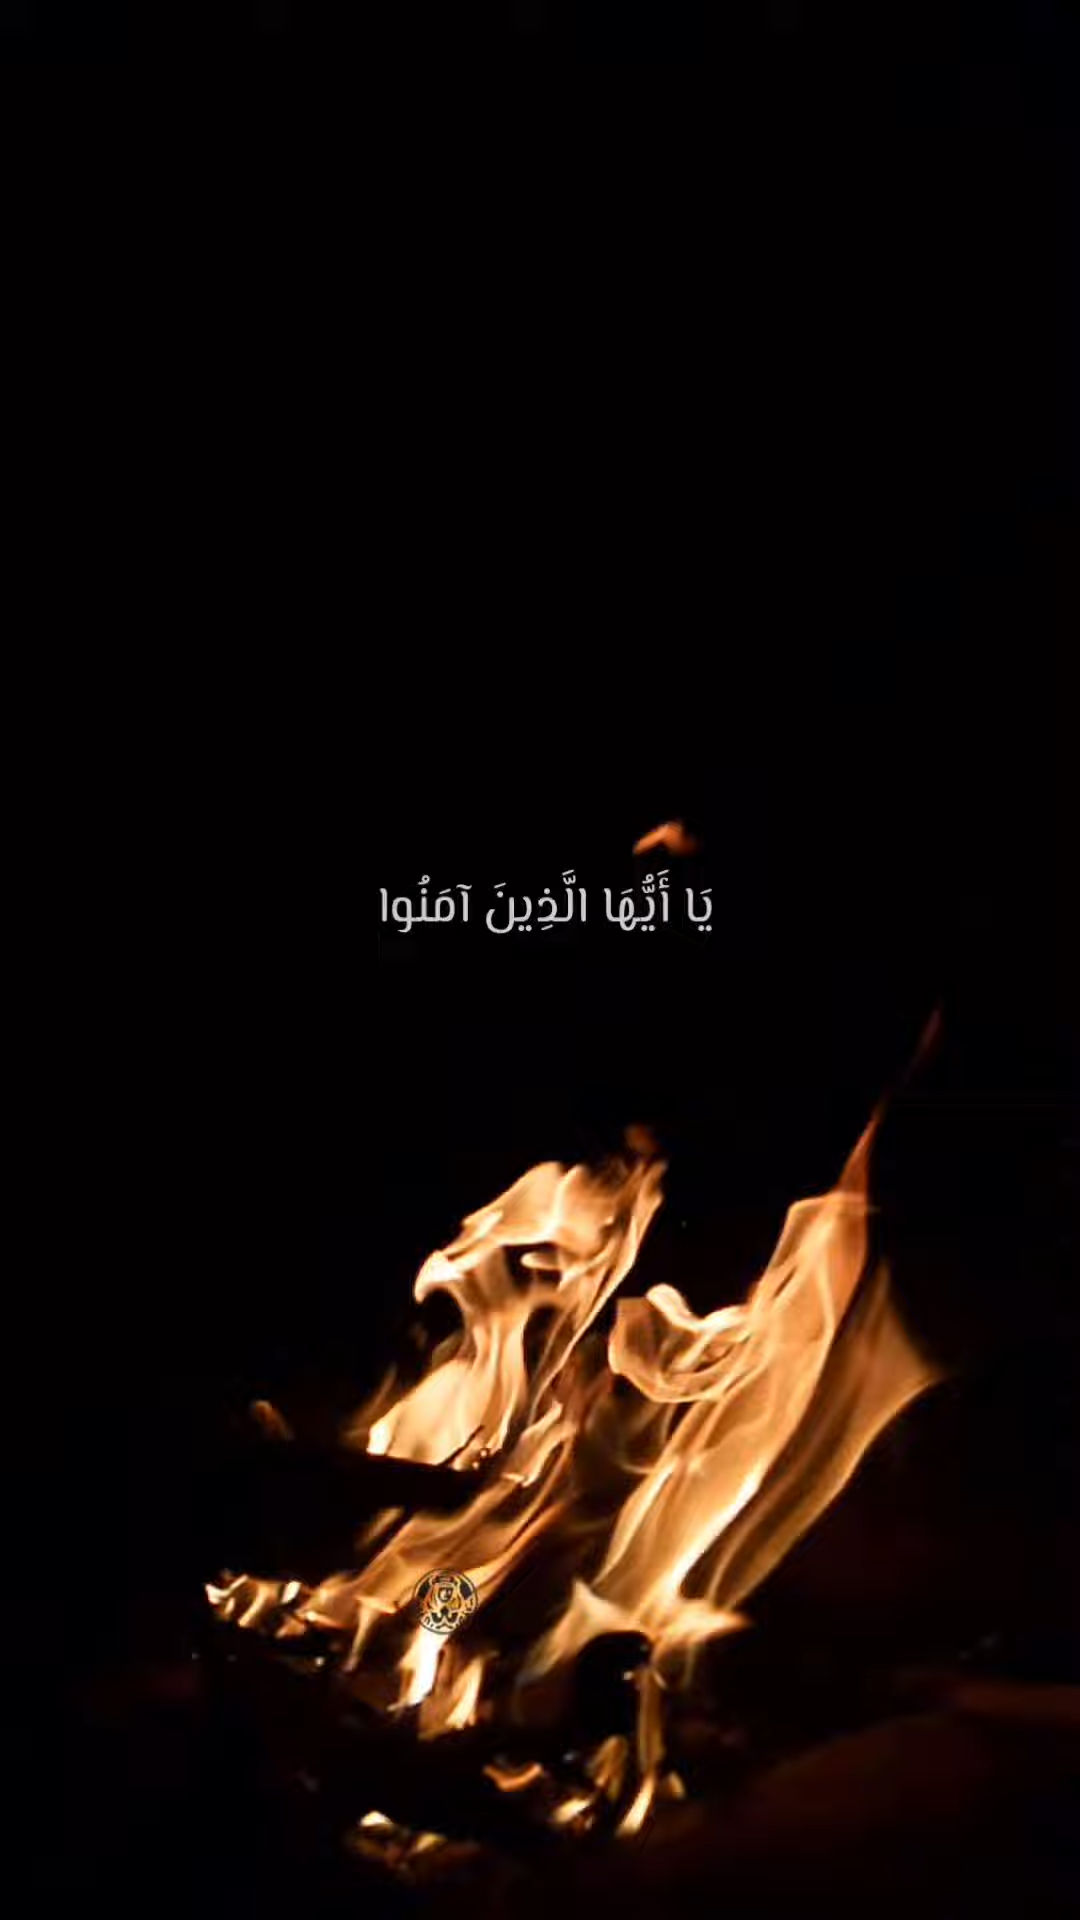 يَا أَيُّهَا الَّذِينَ آمَنُوا